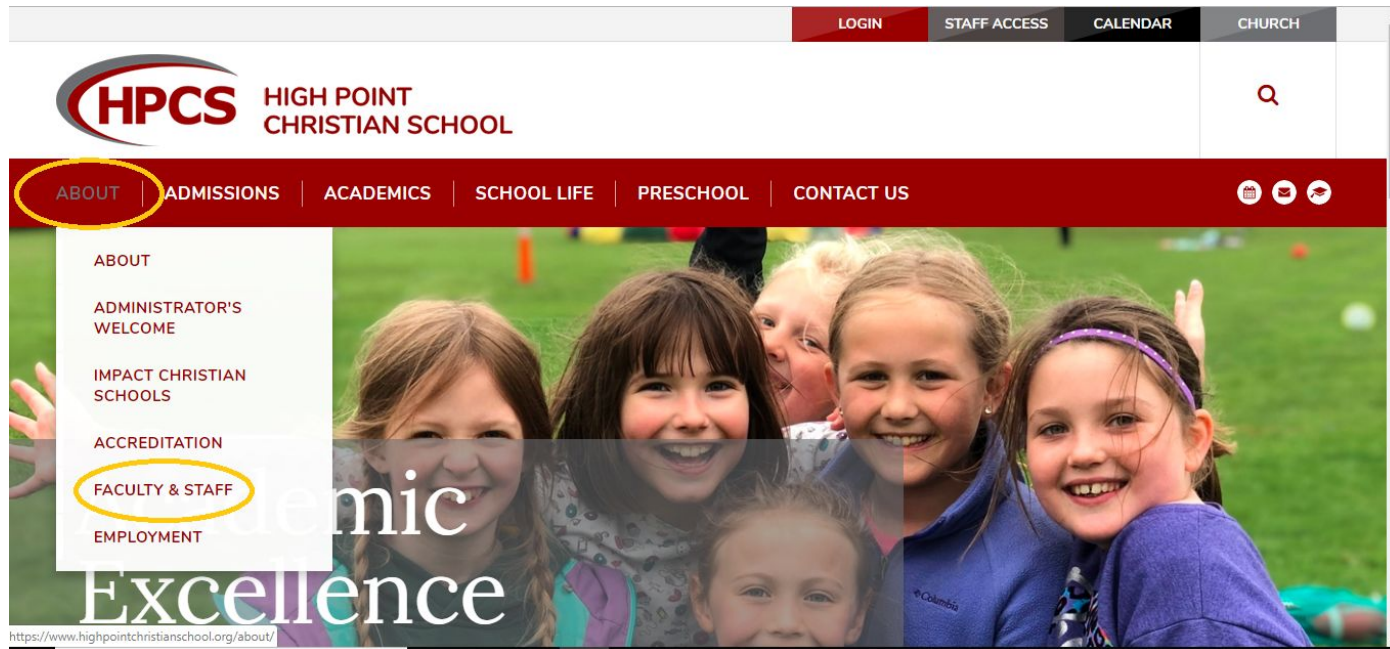 LOGIN STAFF ACCESS CALENDAR CHURCH
HPCS
HIGH POINT
CHRISTIAN SCHOOL
ABOUT ADMISSIONS ACADEMICS SCHOOL LIFE PRESCHOOL CONTACT US
ABOUT
ADMINISTRATOR'S
WELCOME
IMPACT CHRISTIAN
SCHOOLS
ACCREDITATION
FACULTY & STAFF
EMPLOYMENT
Academic
Excellence
Columbia
https://www.highpointchristianschool.org/about/